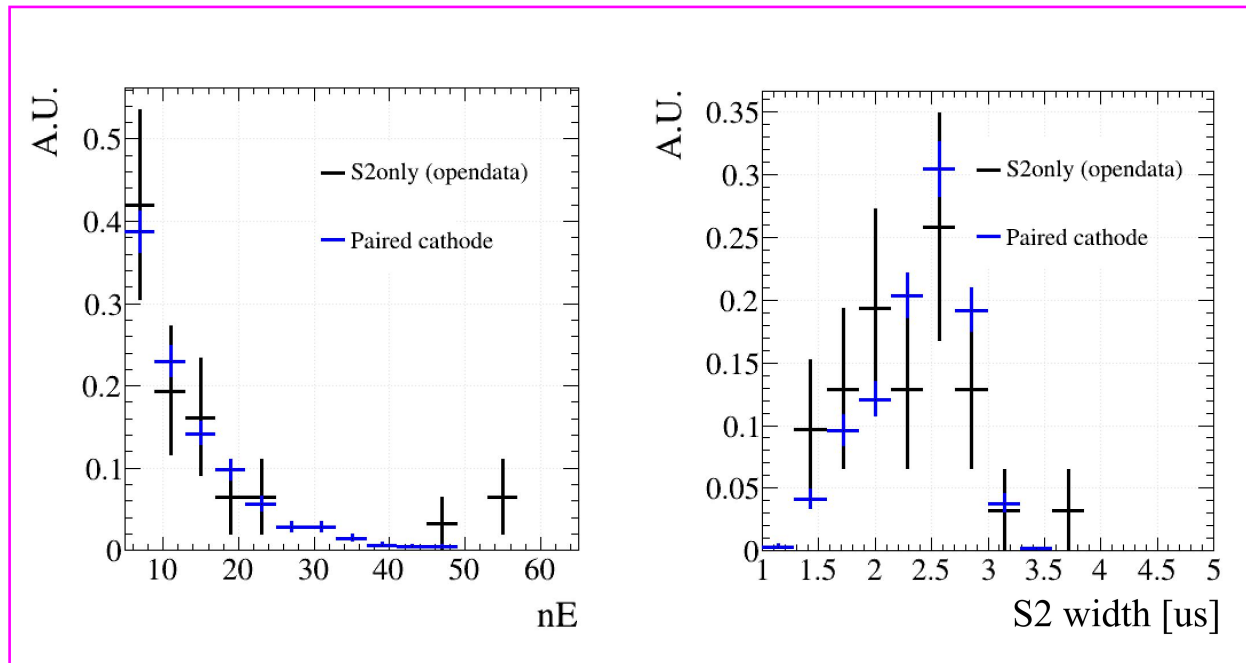 A.U.
0.5
0.4
0.3
0.2
0.1
0
S2only (opendata)
Paired cathode
10 20 30 40 50 60
nE
A.U.
0.35
0.3
0.25
0.2
0.15
0.1
0.05
0
S2only (opendata)
Paired cathode
1 1.5 2 2.5 3 3.5 4 4.5 5
S2 width [us]